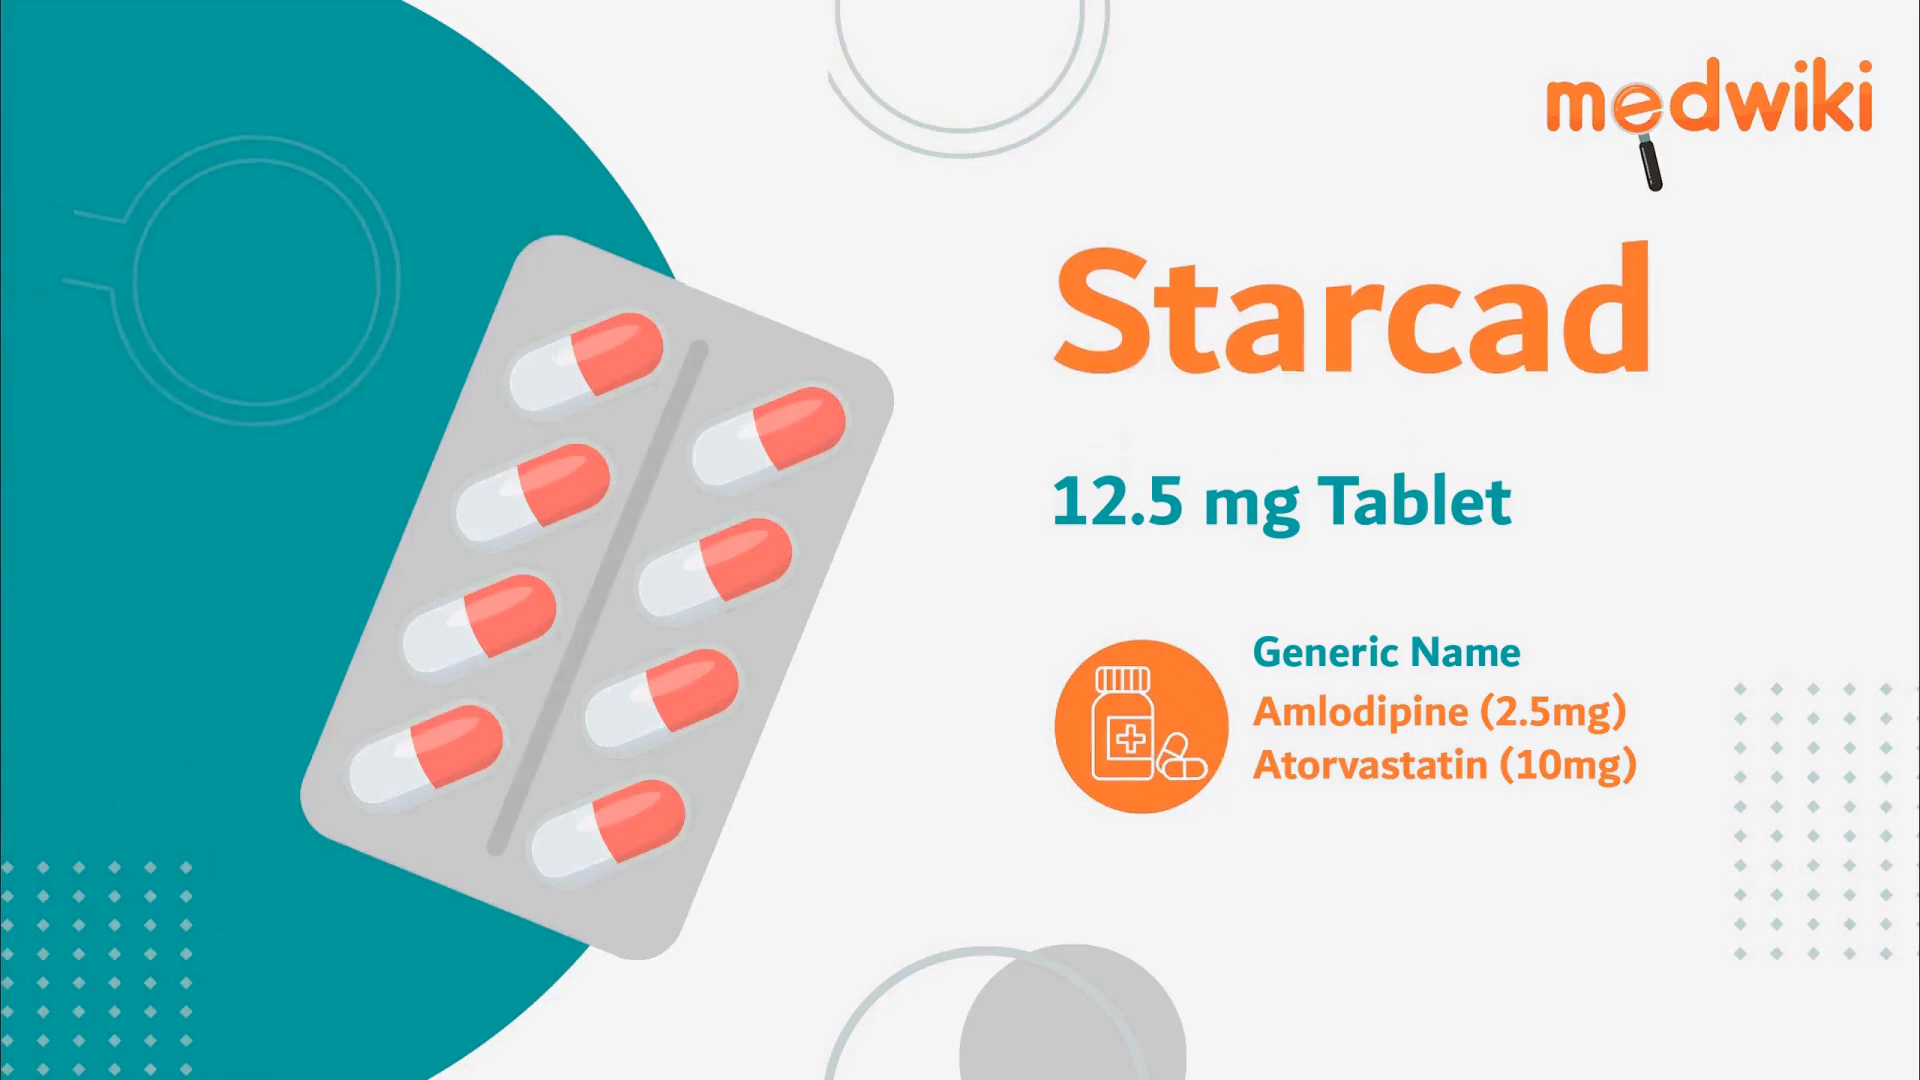 medwiki
Starcad
12.5 mg Tablet
Generic Name
Amlodipine (2.5mg)
Atorvastatin (10mg)